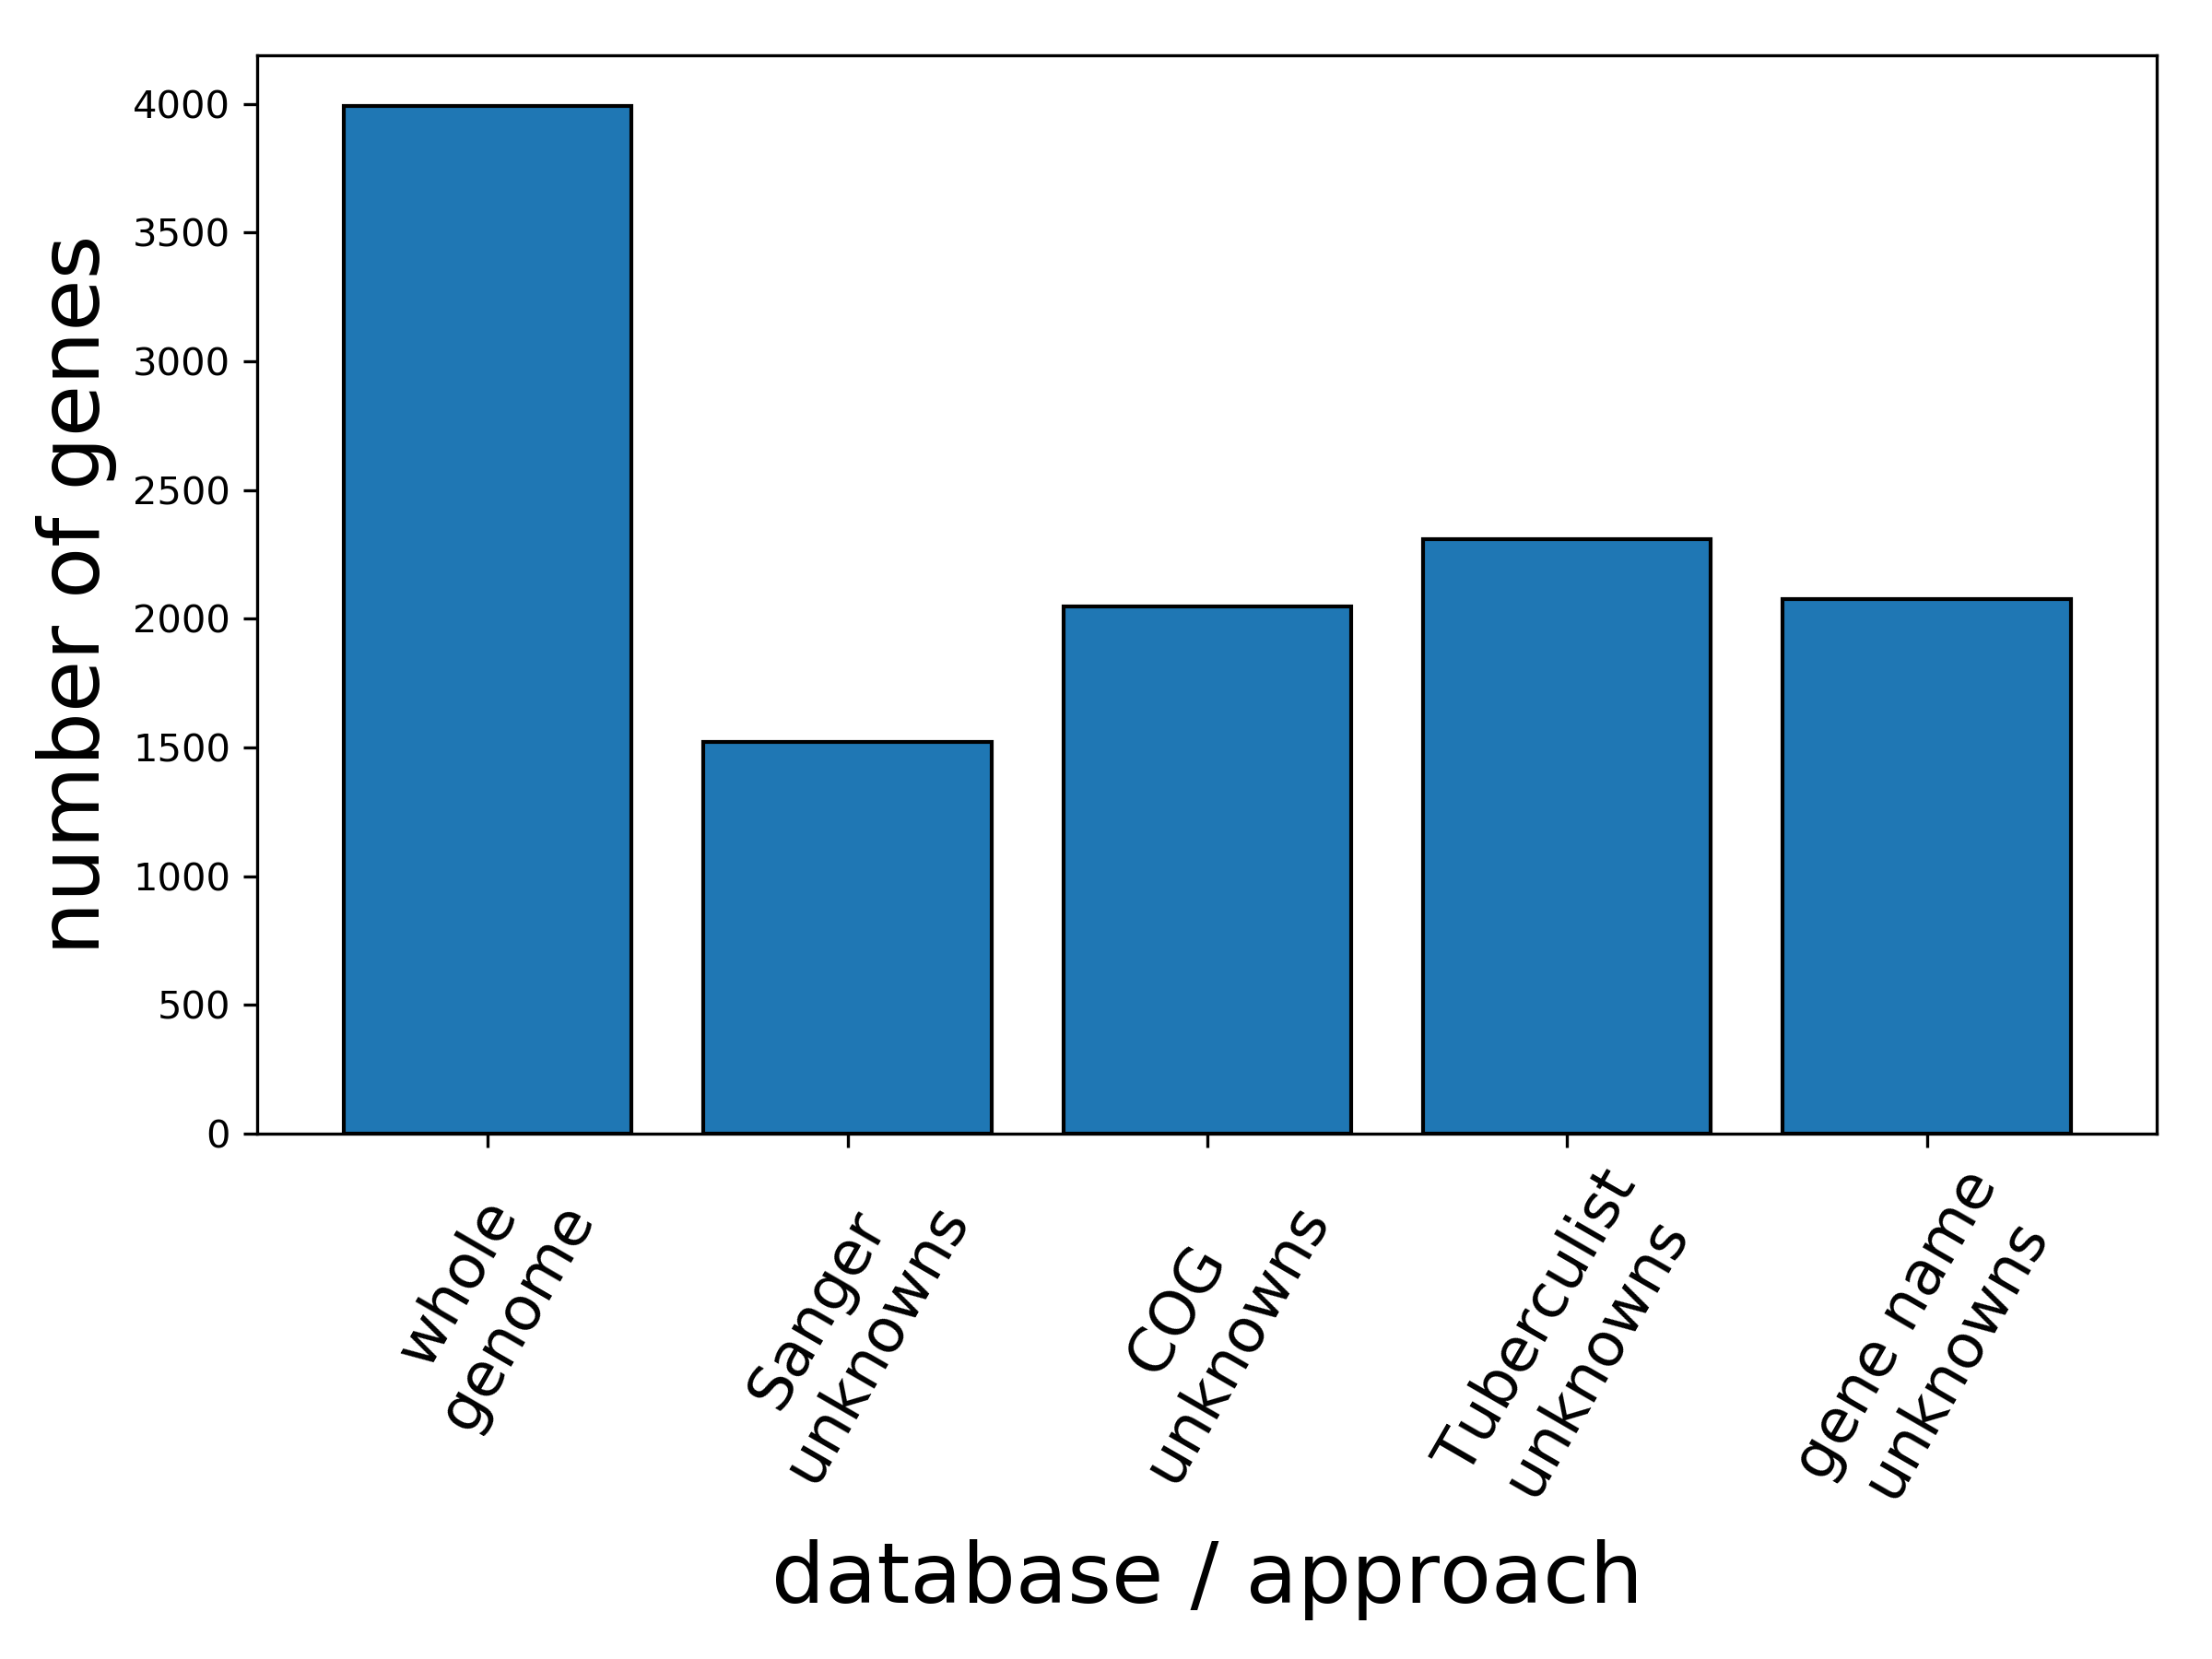 number of genes
4000
3500
3000
2500
2000
1500
1000
500
0
whole
genome
Sanger
unknowns
COG
unknowns
Tuberculist
unknowns
gene name
unknowns
database / approach